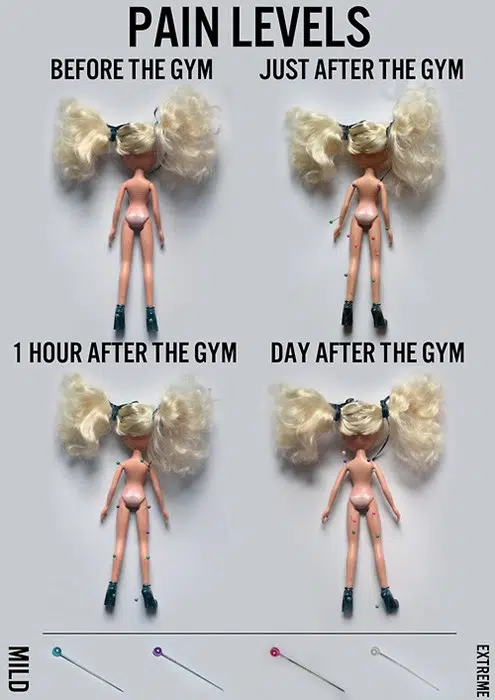 PAIN LEVELS
BEFORE THE GYM
JUST AFTER THE GYM
1 HOUR AFTER THE GYM
DAY AFTER THE GYM
MILD
EXTREME